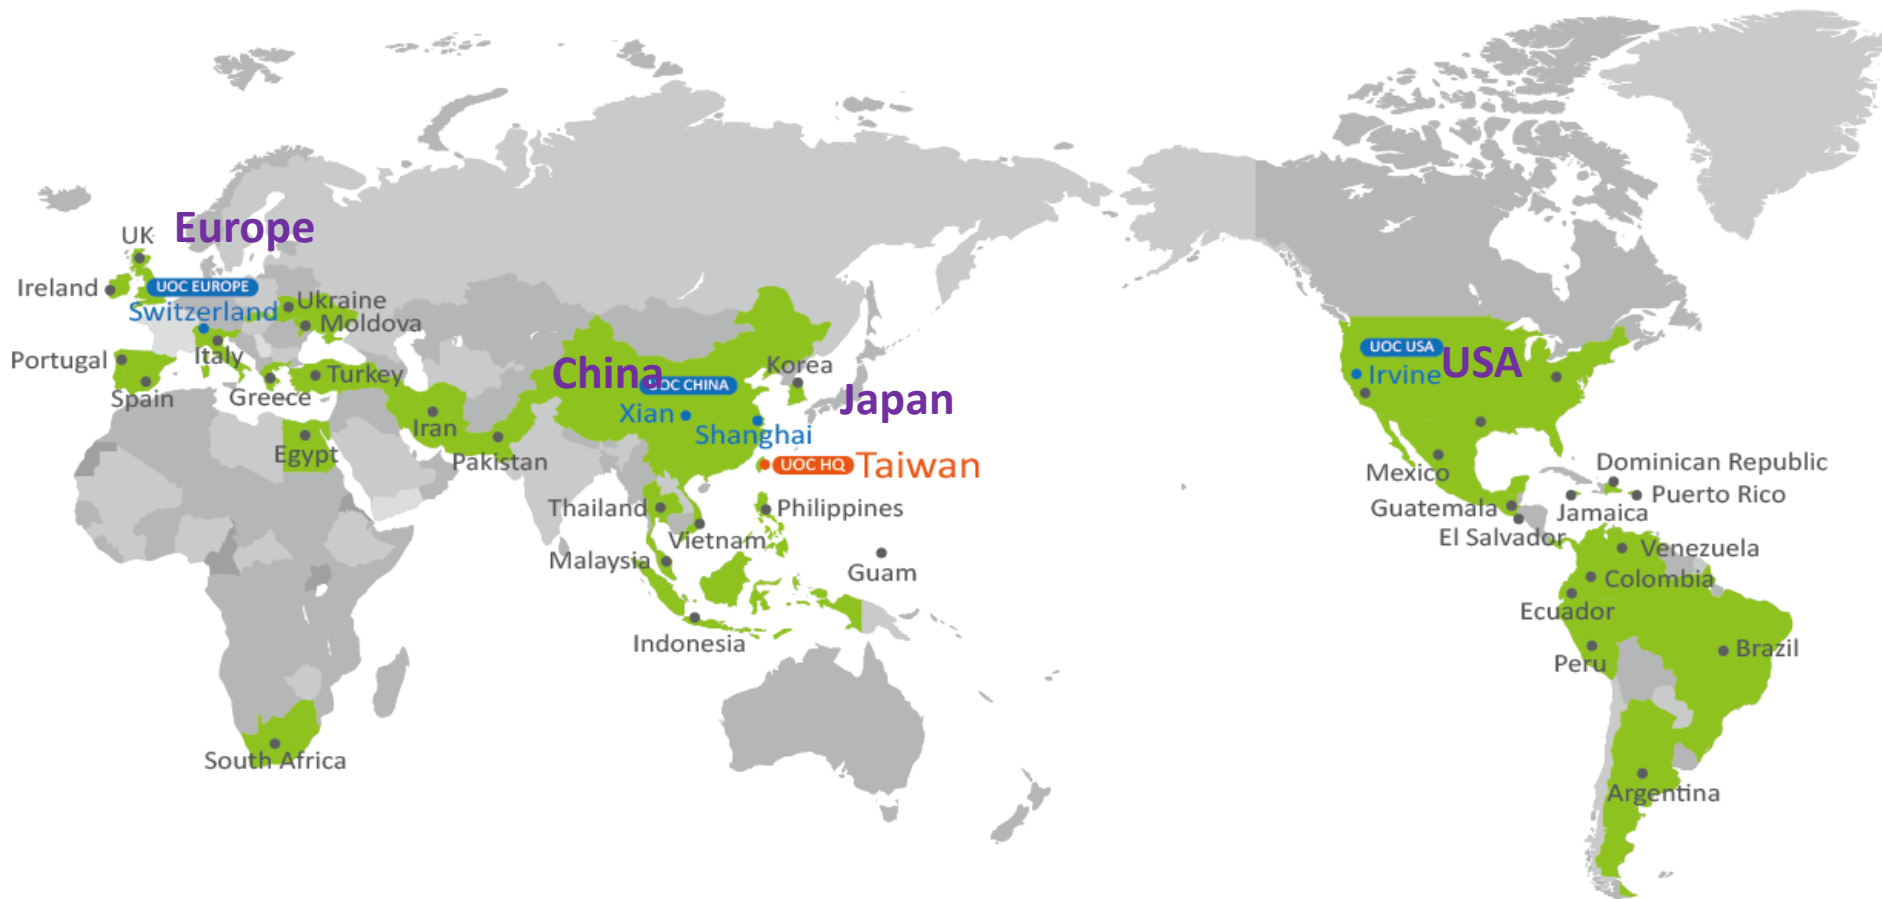 Europe
UK
Ireland
UOC EUROPE
Switzerland
Ukraine
Moldova
Portugal
Italy
Spain
Greece
Turkey
Iran
Egypt
Pakistan
China
UOC CHINA
Xian
Shanghai
Korea
Japan
UOC HQ
Taiwan
Thailand
Philippines
Vietnam
Malaysia
Guam
Indonesia
South Africa
UOC USA
USA
Irvine
Mexico
Dominican Republic
Puerto Rico
Guatemala
Jamaica
El Salvador
Venezuela
Colombia
Ecuador
Peru
Brazil
Argentina